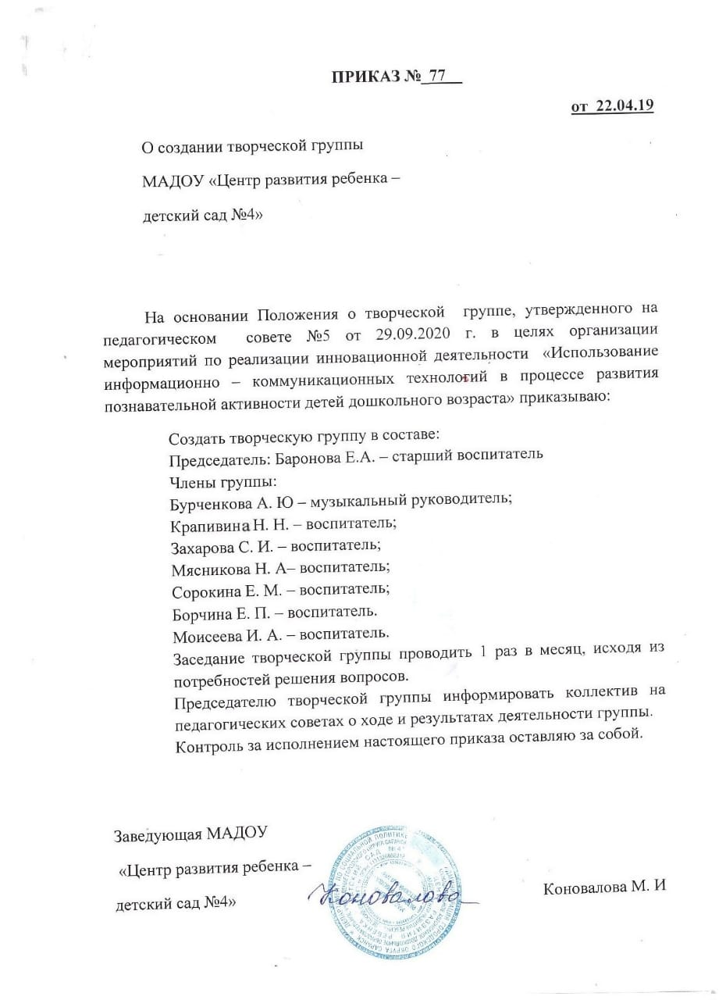 ПРИКАЗ № 77
от 22.04.19
О создании творческой группы
МАДОУ «Центр развития ребенка –
детский сад №4»
На основании Положения о творческой группе, утвержденного на
педагогическом совете №5 от 29.09.2020 г. в целях организации
мероприятий по реализации инновационной деятельности «Использование
информационно – коммуникационных технологий в процессе развития
познавательной активности детей дошкольного возраста» приказываю:
Создать творческую группу в составе:
Председатель: Баронова Е.А. – старший воспитатель
Члены группы:
Бурченкова А. Ю – музыкальный руководитель;
Крапивина Н. Н. – воспитатель;
Захарова С. И. – воспитатель;
Мясникова Н. А– воспитатель;
Сорокина Е. М. – воспитатель;
Борчина Е. П. – воспитатель.
Моисеева И. А. – воспитатель.
Заседание творческой группы проводить 1 раз в месяц, исходя из
потребностей решения вопросов.
Председателю творческой группы информировать коллектив на
педагогических советах о ходе и результатах деятельности группы.
Контроль за исполнением настоящего приказа оставляю за собой.
Заведующая МАДОУ
«Центр развития ребенка –
детский сад №4»
Коновалова
Коновалова М. И